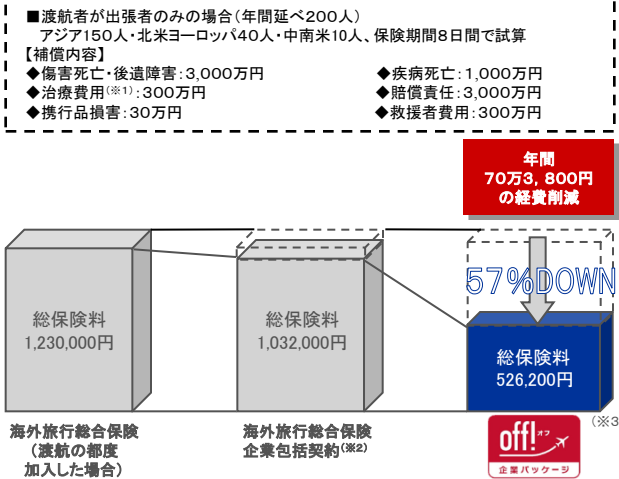 ■渡航者が出張者のみの場合（年間延べ２００人）
アジア１５０人・北米ヨーロッパ４０人・中南米10人、保険期間８日間で試算
【補償内容】
◆傷害死亡・後遺障害：３,０００万円
◆疾病死亡：１,０００万円
◆治療費用（※１）：３００万円
◆賠償責任：３,０００万円
◆携行品損害：３０万円
◆救援者費用：３００万円
年間
７０万３，８００円
の経費削減
５７％DOWN
総保険料
1,230,000円
総保険料
1,032,000円
総保険料
526,200円
（※3
海外旅行総合保険
（渡航の都度
加入した場合）
海外旅行総合保険
企業包括契約（※２）
off! オフ
企業パッケージ